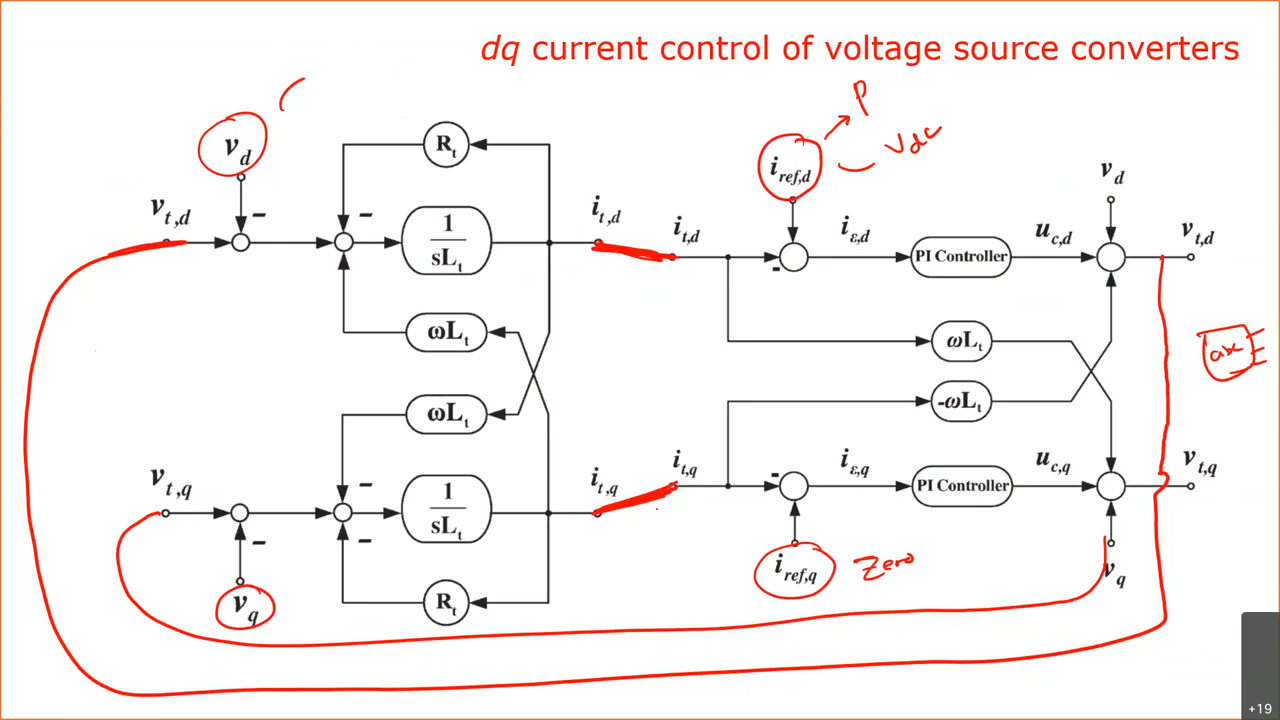 dq current control of voltage source converters
P
Vdc
v_d
i_ref,d
v_d
R_t
v_t,d
i_t,d
i_t,d
i_ε,d
u_c,d
v_t,d
−
−
1
sL_t
-
PI Controller
ωL_t
ωL_t
abc
ωL_t
-ωL_t
v_t,q
i_t,q
i_t,q
i_ε,q
u_c,q
v_t,q
−
1
sL_t
-
PI Controller
−
−
R_t
v_q
i_ref,q
Zero
v_q
+19